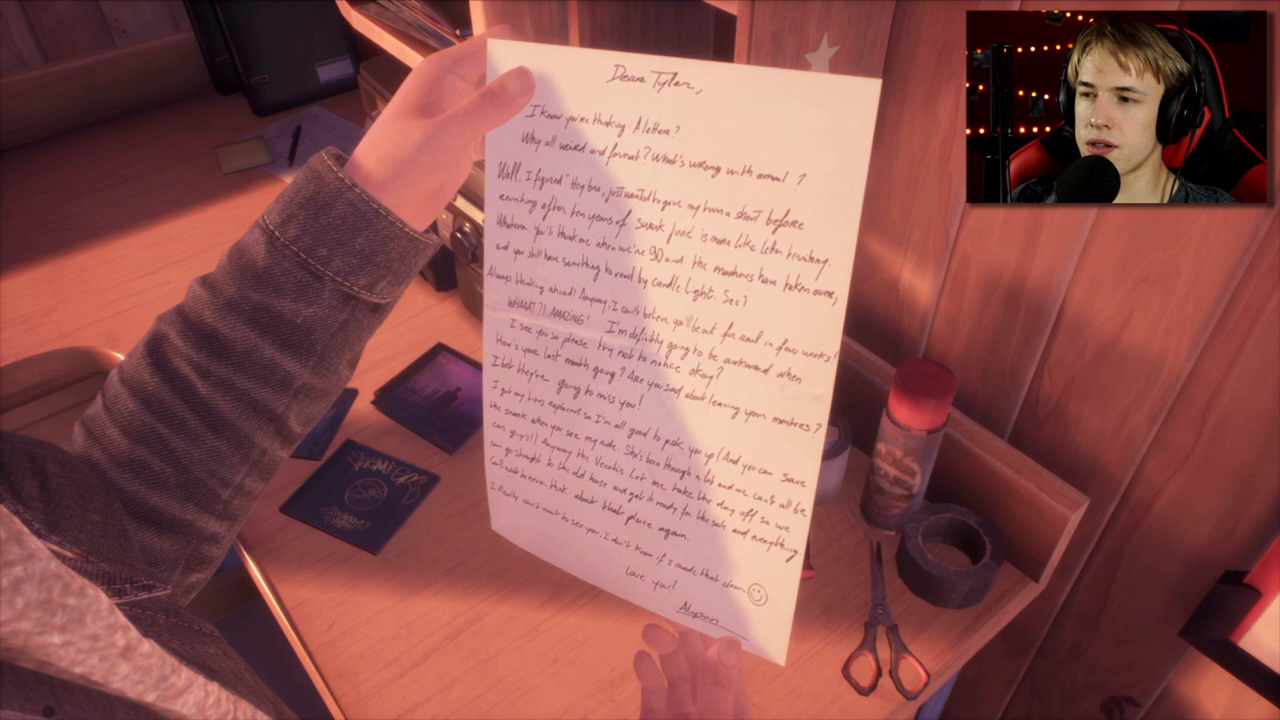 Dear Tyler,
I know you're thinking: A letter?
Why all weird and formal? What's wrong with email ?
Well, I figured "Hey bro, just wanted to give my twin a shout before
reuniting after ten years of suckjuvie' is more like letter territory.
Whatever. You'll thank me when we're 90 and the machines have taken over,
and you still have something to read by candle light. See?
Always thinking ahead! Anyway, I can't believe you'll be out for real in few weeks!
WHAAAT?! AMAZING! I'm definitly going to be awkward when
I see you so please try not to notice okay?
How's your last month going? Are you sad about leaving your mentees?
I bet they're going to miss you!
I got my tires replaced so I'm all good to pick you up! And you can save
the snark when you see my ride. She's been through a lot and we can't all be
car guys!! Anyway the Vecchis let me take the day off so we
can go straight to the old house and get it ready for the sale and everything.
Can't wait to never think about that place again.
I Really can't wait to see you, I don't know if I made that clear
love you!
Alyson